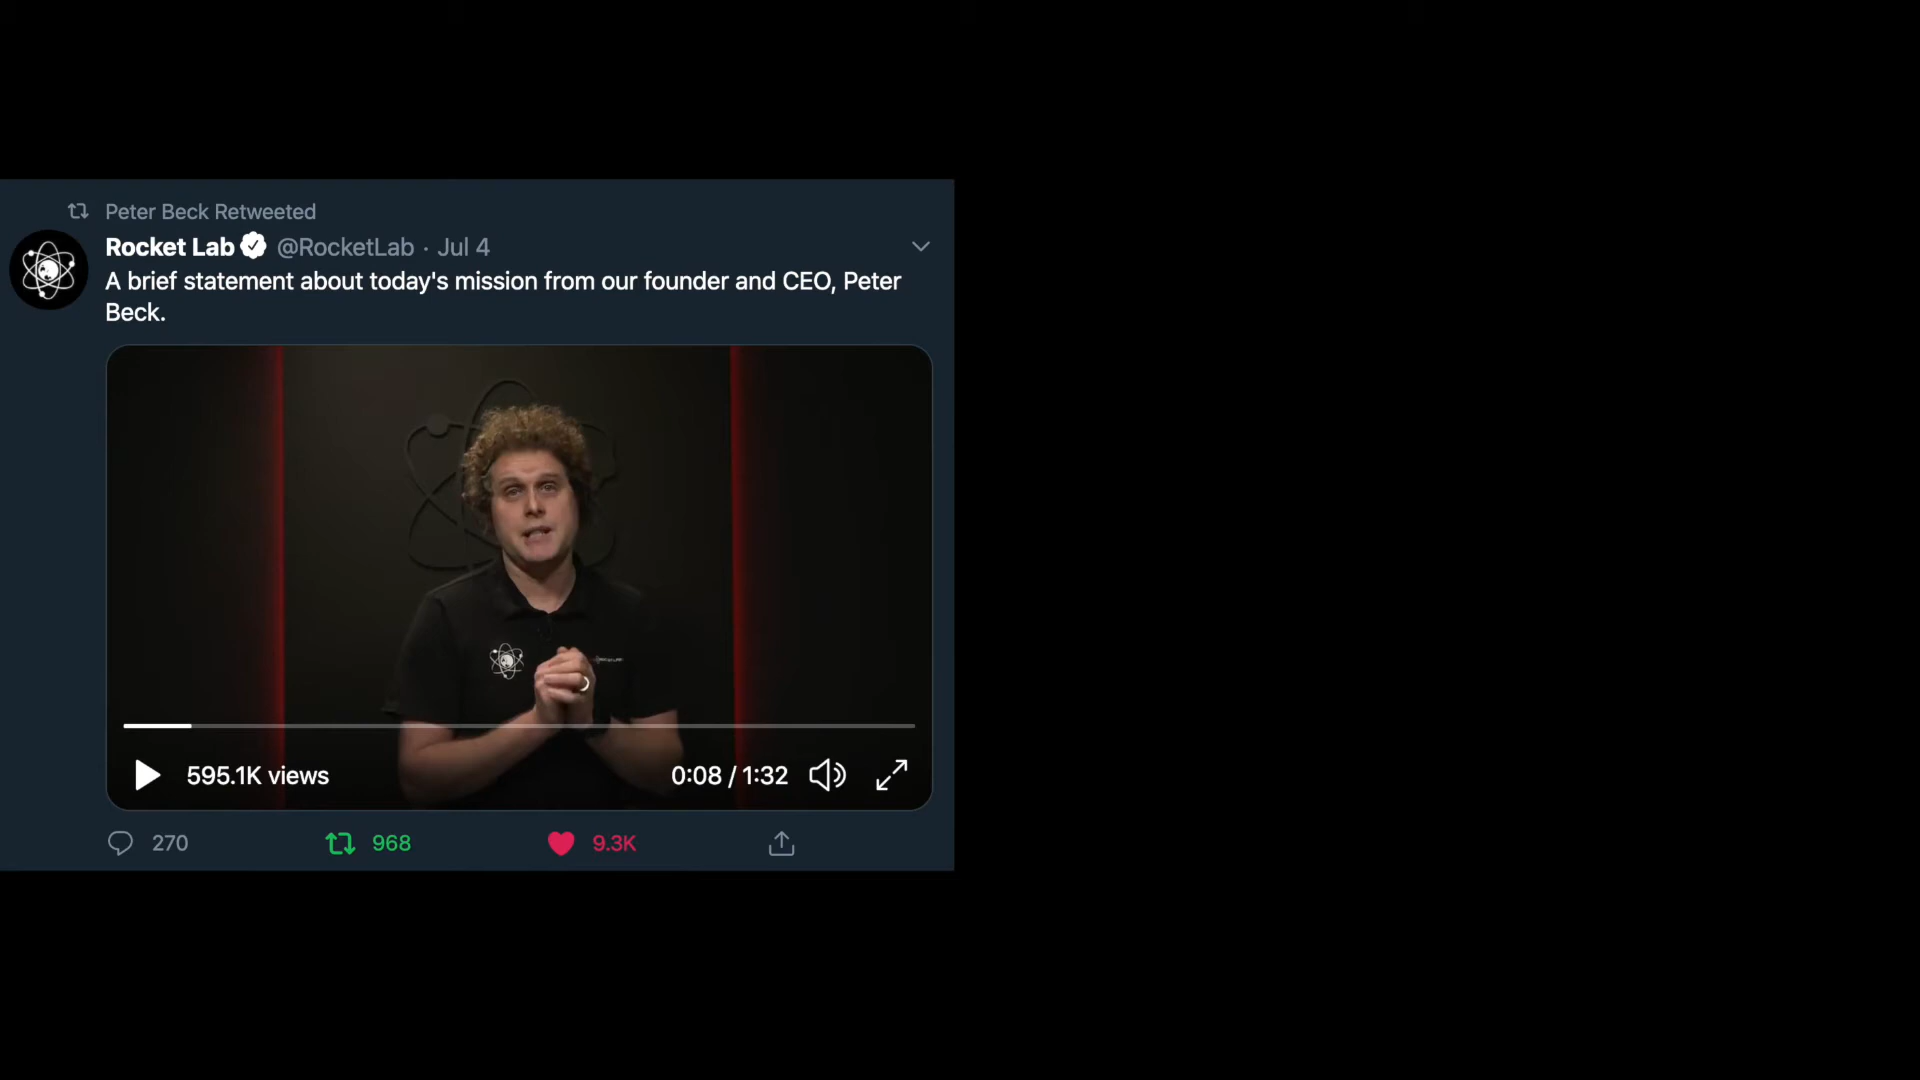 Peter Beck Retweeted
Rocket Lab @RocketLab · Jul 4
A brief statement about today's mission from our founder and CEO, Peter
Beck.
595.1K views 0:08 / 1:32
270 968 9.3K